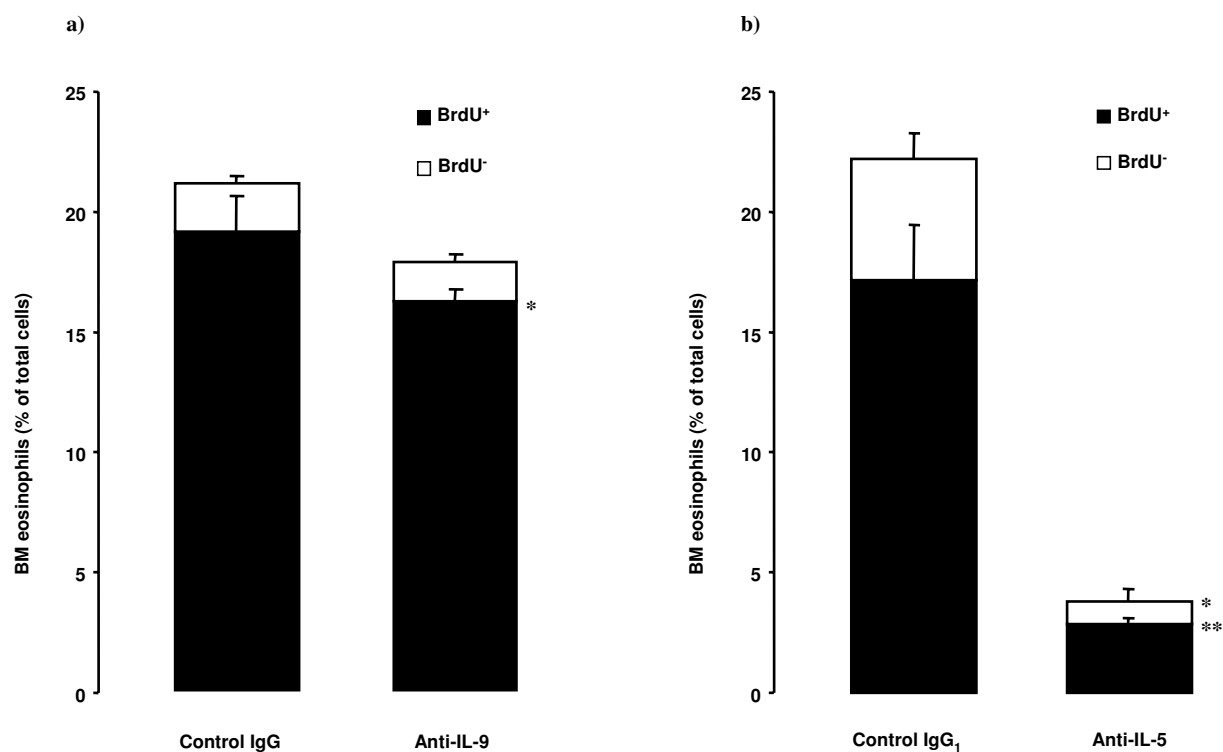 a)
25
20
15
10
5
0
BM eosinophils (% of total cells)
BrdU⁺
BrdU⁻
*
Control IgG
Anti-IL-9
b)
25
20
15
10
5
0
BM eosinophils (% of total cells)
BrdU⁺
BrdU⁻
*
**
Control IgG₁
Anti-IL-5